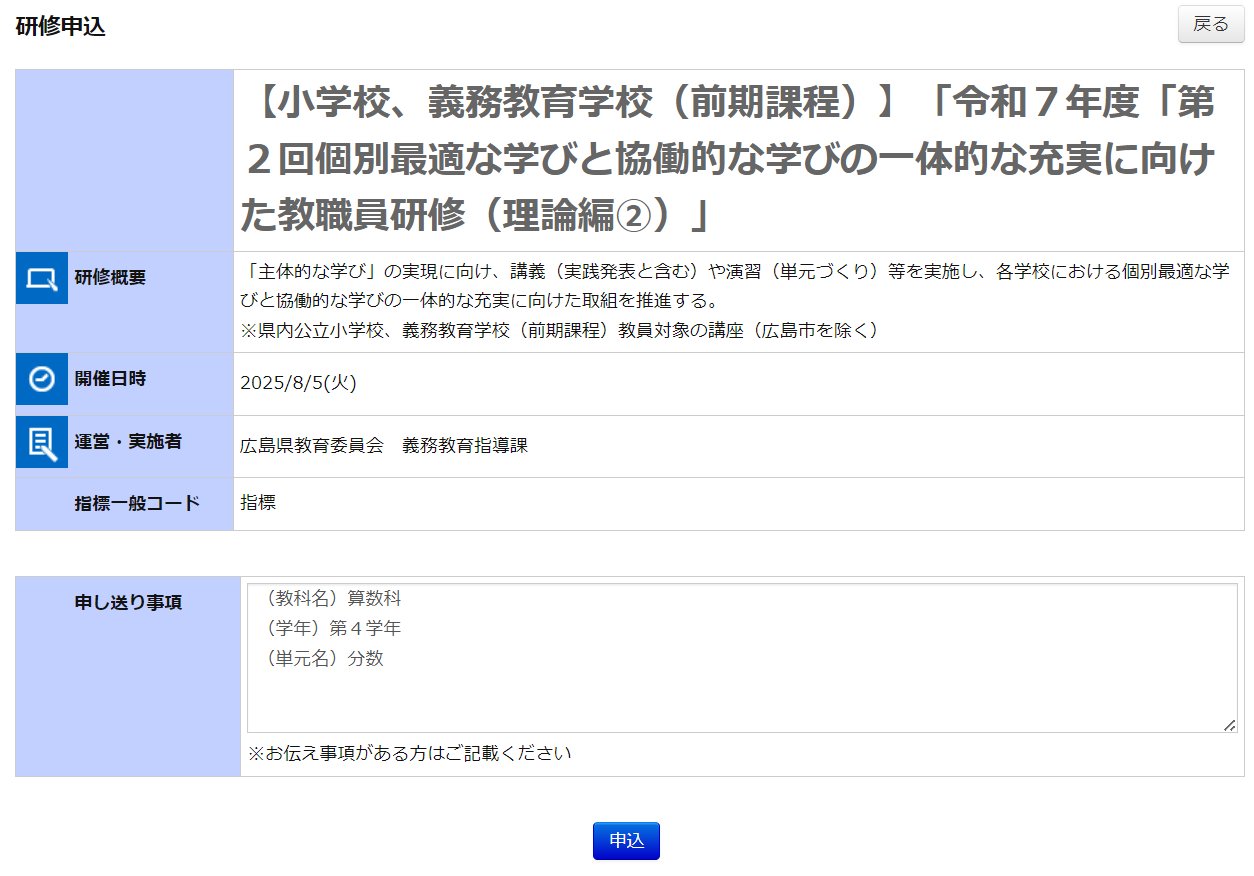 研修申込
戻る
【小学校、義務教育学校（前期課程）】「令和７年度「第
２回個別最適な学びと協働的な学びの一体的な充実に向け
た教職員研修（理論編②）」
研修概要
「主体的な学び」の実現に向け、講義（実践発表と含む）や演習（単元づくり）等を実施し、各学校における個別最適な学
びと協働的な学びの一体的な充実に向けた取組を推進する。
※県内公立小学校、義務教育学校（前期課程）教員対象の講座（広島市を除く）
開催日時
2025/8/5(火)
運営・実施者
広島県教育委員会　義務教育指導課
指標一般コード
指標
申し送り事項
（教科名）算数科
（学年）第４学年
（単元名）分数
※お伝え事項がある方はご記載ください
申込